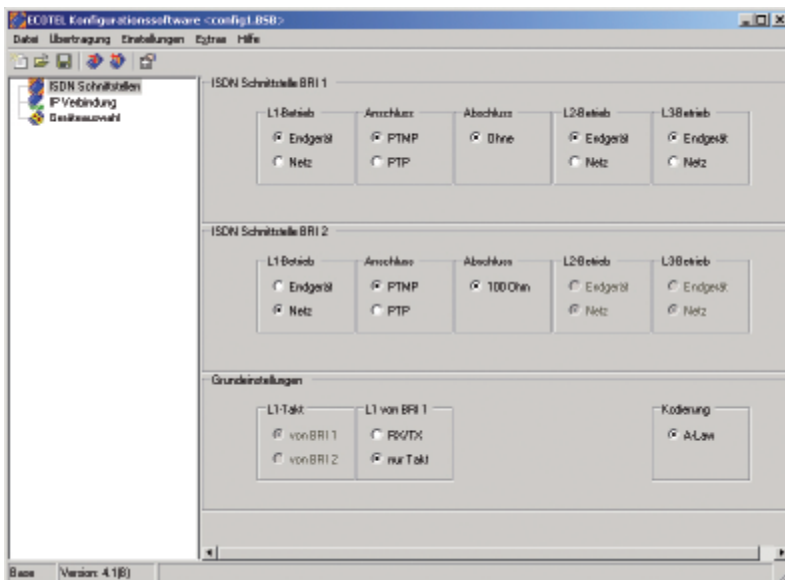 ECOTEL Konfigurationssoftware <config1.BSB>
Datei Übertragung Einstellungen Extras Hilfe
ISDN Schnittstellen
IP Verbindung
Geräteauswahl
ISDN Schnittstelle BRI 1
L1-Betrieb Anschluss Abschluss L2-Betrieb L3-Betrieb
Endgerät PTMP Ohne Endgerät Endgerät
Netz PTP Netz Netz
ISDN Schnittstelle BRI 2
L1-Betrieb Anschluss Abschluss L2-Betrieb L3-Betrieb
Endgerät PTMP 100 Ohm Endgerät Endgerät
Netz PTP Netz Netz
Grundeinstellungen
L1-Takt L1 von BRI 1 Kodierung
von BRI 1 RX/TX A-Law
von BRI 2 nur Takt
Base Version: 4.1(B)